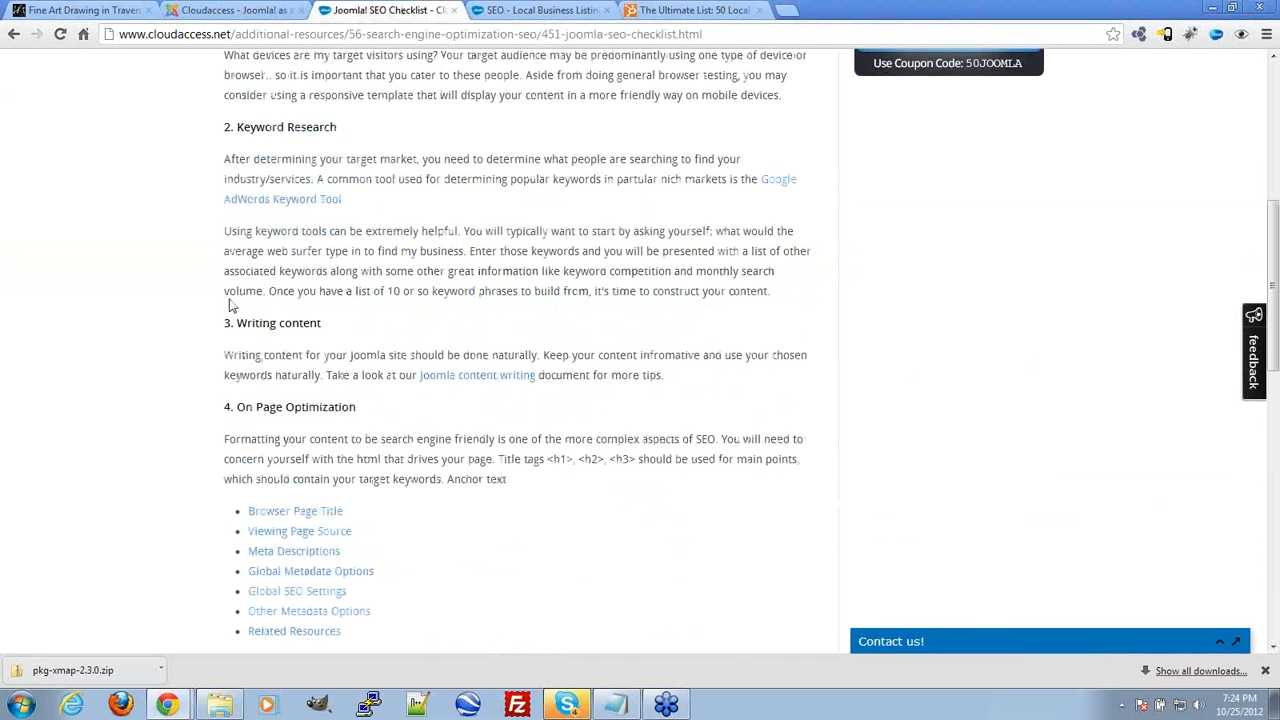 Fine Art Drawing in Travers
Cloudaccess - Joomla! as a
Joomla! SEO Checklist - Cl
SEO - Local Business Listin
The Ultimate List: 50 Local
www.cloudaccess.net/additional-resources/56-search-engine-optimization-seo/451-joomla-seo-checklist.html
What devices are my target visitors using? Your target audience may be predominantly using one type of device or
browser.. so it is important that you cater to these people. Aside from doing general browser testing, you may
consider using a responsive template that will display your content in a more friendly way on mobile devices.
Use Coupon Code: 50JOOMLA
2. Keyword Research
After determining your target market, you need to determine what people are searching to find your
industry/services. A common tool used for determining popular keywords in partular nich markets is the Google
AdWords Keyword Tool
Using keyword tools can be extremely helpful. You will typically want to start by asking yourself; what would the
average web surfer type in to find my business. Enter those keywords and you will be presented with a list of other
associated keywords along with some other great information like keyword competition and monthly search
volume. Once you have a list of 10 or so keyword phrases to build from, it's time to construct your content.
3. Writing content
Writing content for your Joomla site should be done naturally. Keep your content infromative and use your chosen
keywords naturally. Take a look at our Joomla content writing document for more tips.
4. On Page Optimization
Formatting your content to be search engine friendly is one of the more complex aspects of SEO. You will need to
concern yourself with the html that drives your page. Title tags <h1>, <h2>, <h3> should be used for main points,
which should contain your target keywords. Anchor text
• Browser Page Title
• Viewing Page Source
• Meta Descriptions
• Global Metadate Options
• Global SEO Settings
• Other Metadata Options
• Related Resources
feedback
Contact us!
pkg-xmap-2.3.0.zip
Show all downloads...
7:24 PM
10/25/2012